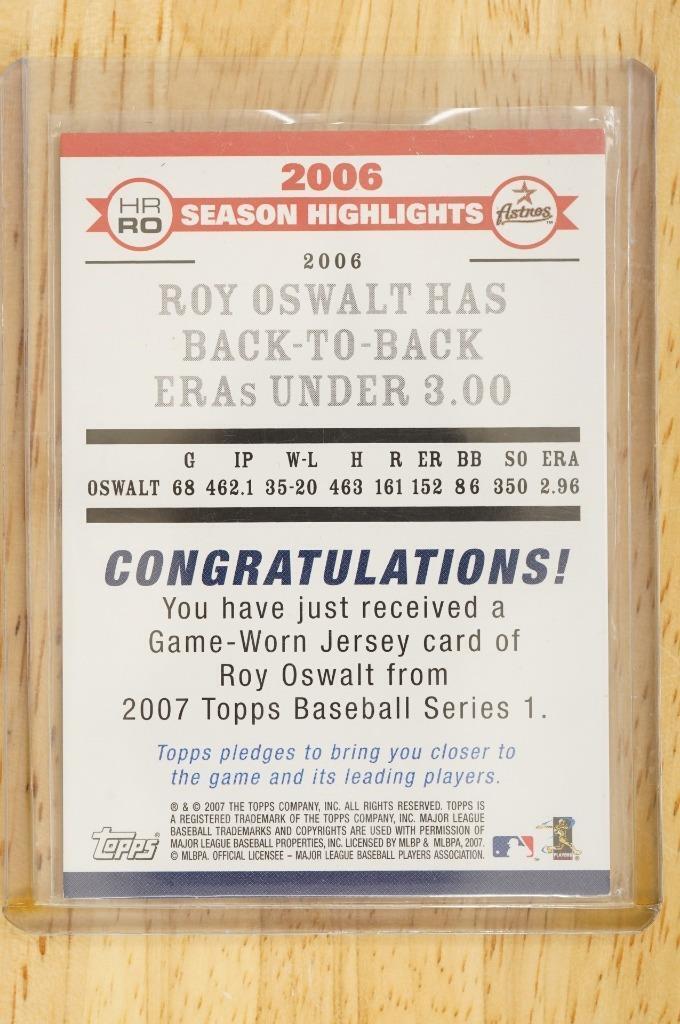 2006
HR
RO
SEASON HIGHLIGHTS
Astros
TM
2006
ROY OSWALT HAS
BACK-TO-BACK
ERAs UNDER 3.00
G IP W-L H R ER BB SO ERA
OSWALT 68 462.1 35-20 463 161 152 86 350 2.96
CONGRATULATIONS!
You have just received a
Game-Worn Jersey card of
Roy Oswalt from
2007 Topps Baseball Series 1.
Topps pledges to bring you closer to
the game and its leading players.
® & © 2007 THE TOPPS COMPANY, INC. ALL RIGHTS RESERVED. TOPPS IS
A REGISTERED TRADEMARK OF THE TOPPS COMPANY, INC. MAJOR LEAGUE
BASEBALL TRADEMARKS AND COPYRIGHTS ARE USED WITH PERMISSION OF
MAJOR LEAGUE BASEBALL PROPERTIES, INC. LICENSED BY MLBP & MLBPA, 2007.
© MLBPA. OFFICIAL LICENSEE – MAJOR LEAGUE BASEBALL PLAYERS ASSOCIATION.
Topps®
PLAYERS